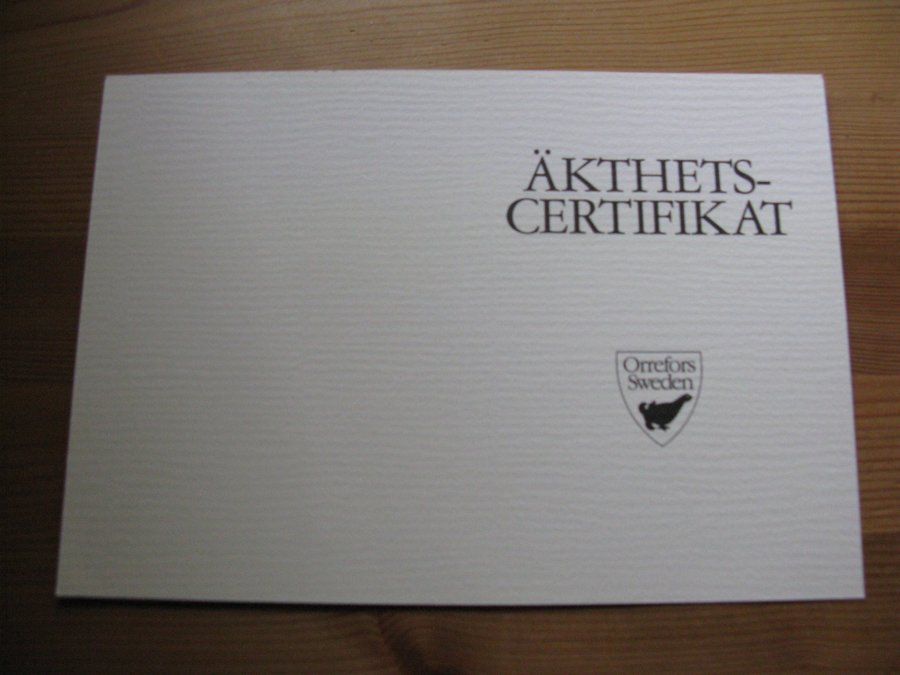 ÄKTHETS-
CERTIFIKAT
Orrefors
Sweden